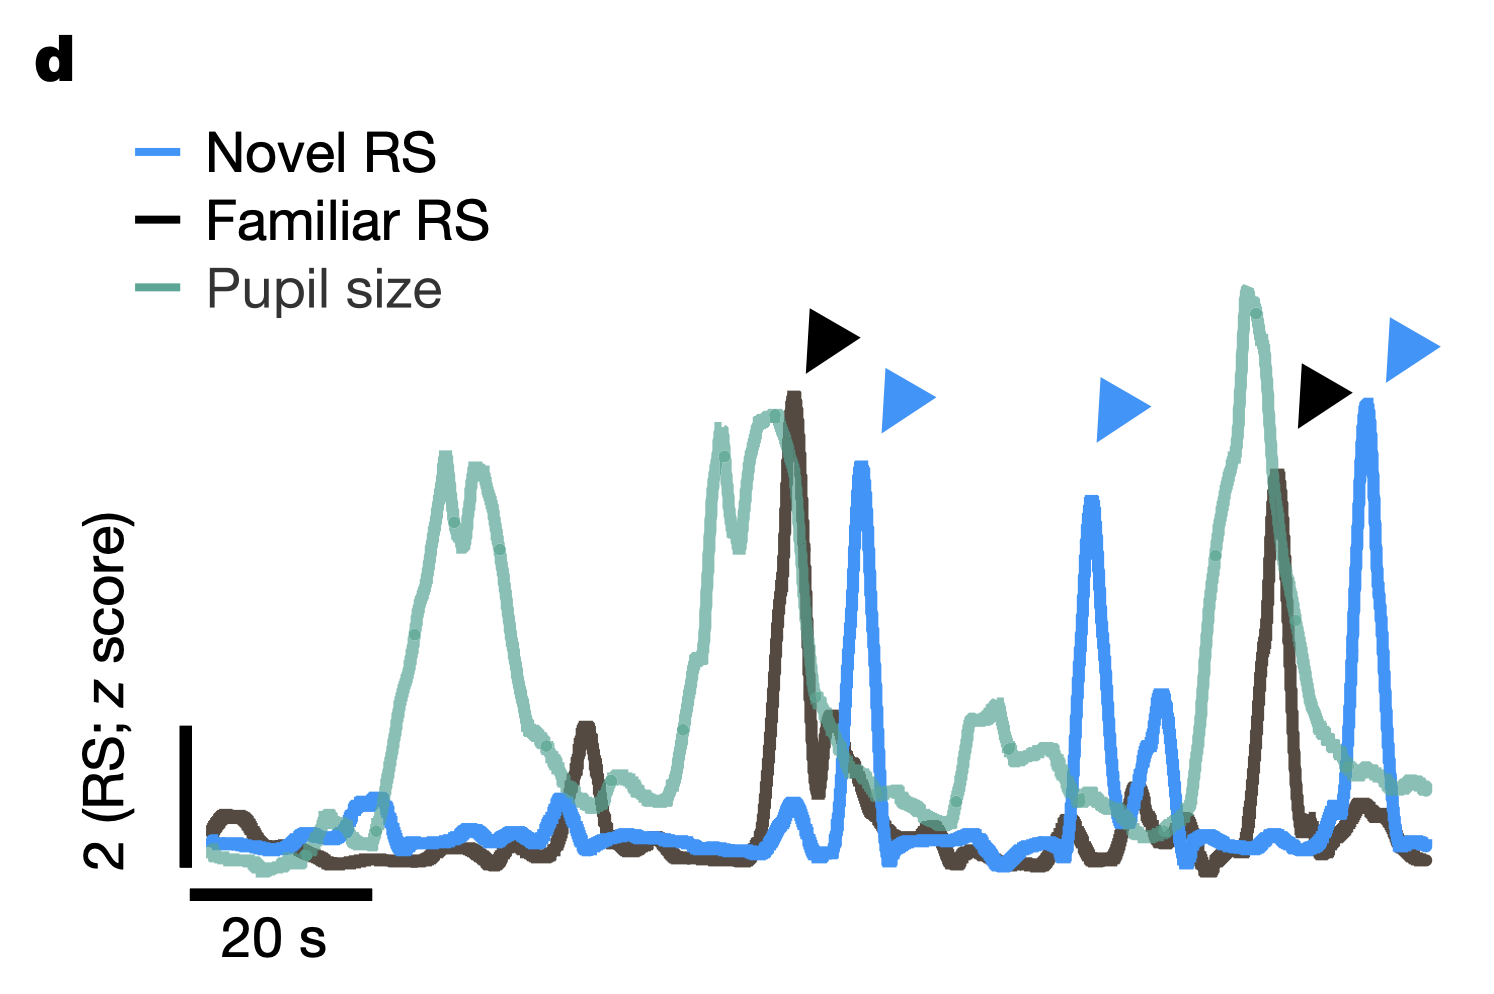 d
Novel RS
Familiar RS
Pupil size
2 (RS; z score)
20 s